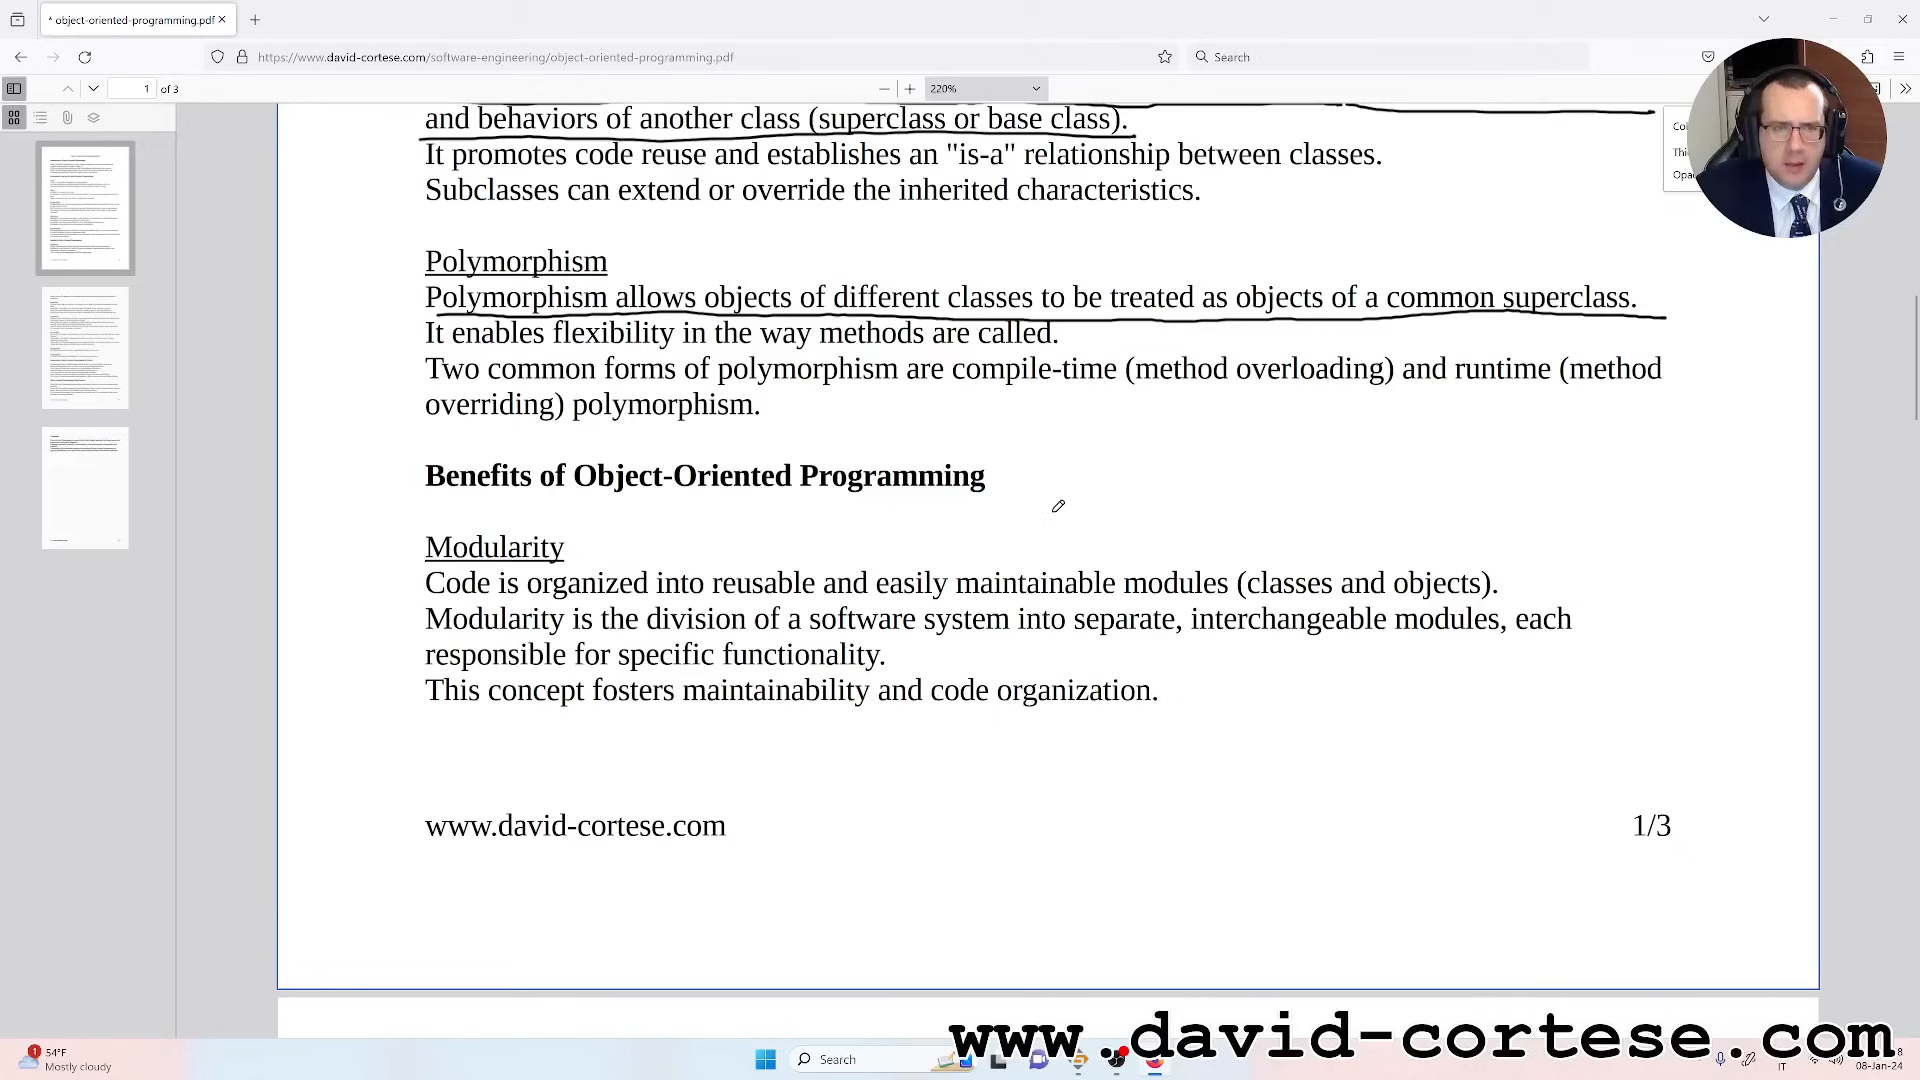 * object-oriented-programming.pdf
https://www.david-cortese.com/software-engineering/object-oriented-programming.pdf
Search
1 of 3
220%
and behaviors of another class (superclass or base class).
It promotes code reuse and establishes an "is-a" relationship between classes.
Subclasses can extend or override the inherited characteristics.
Polymorphism
Polymorphism allows objects of different classes to be treated as objects of a common superclass.
It enables flexibility in the way methods are called.
Two common forms of polymorphism are compile-time (method overloading) and runtime (method
overriding) polymorphism.
Benefits of Object-Oriented Programming
Modularity
Code is organized into reusable and easily maintainable modules (classes and objects).
Modularity is the division of a software system into separate, interchangeable modules, each
responsible for specific functionality.
This concept fosters maintainability and code organization.
www.david-cortese.com 1/3
www.david-cortese.com
1
54°F
Mostly cloudy
Search
IT
08-Jan-24